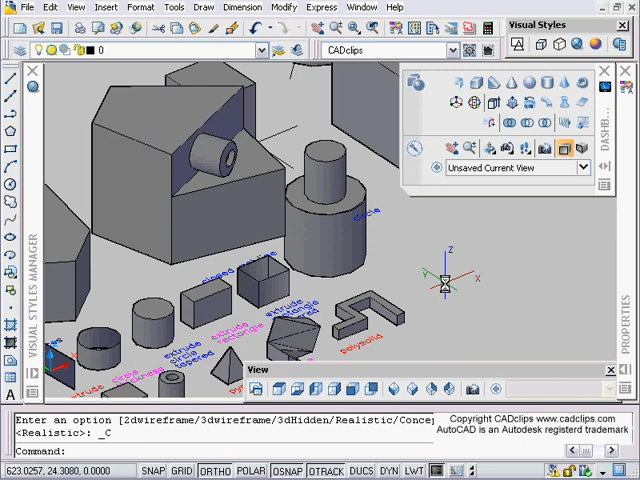 File Edit View Insert Format Tools Draw Dimension Modify Express Window Help
Visual Styles
0
CADclips
DASHB
Unsaved Current View
circle
Z
Y
X
VISUAL STYLES MANAGER
PROPERTIES
extrude
circle
tapered
extrude
rectangle
polysolid
circle
thickness
View
Enter an option [2dwireframe/3dwireframe/3dHidden/Realistic/Concep
<Realistic>: _C
Command:
Copyright CADclips www.cadclips.com
AutoCAD is an Autodesk registerd trademark
623.0257, 24.3080, 0.0000 SNAP GRID ORTHO POLAR OSNAP OTRACK DUCS DYN LWT